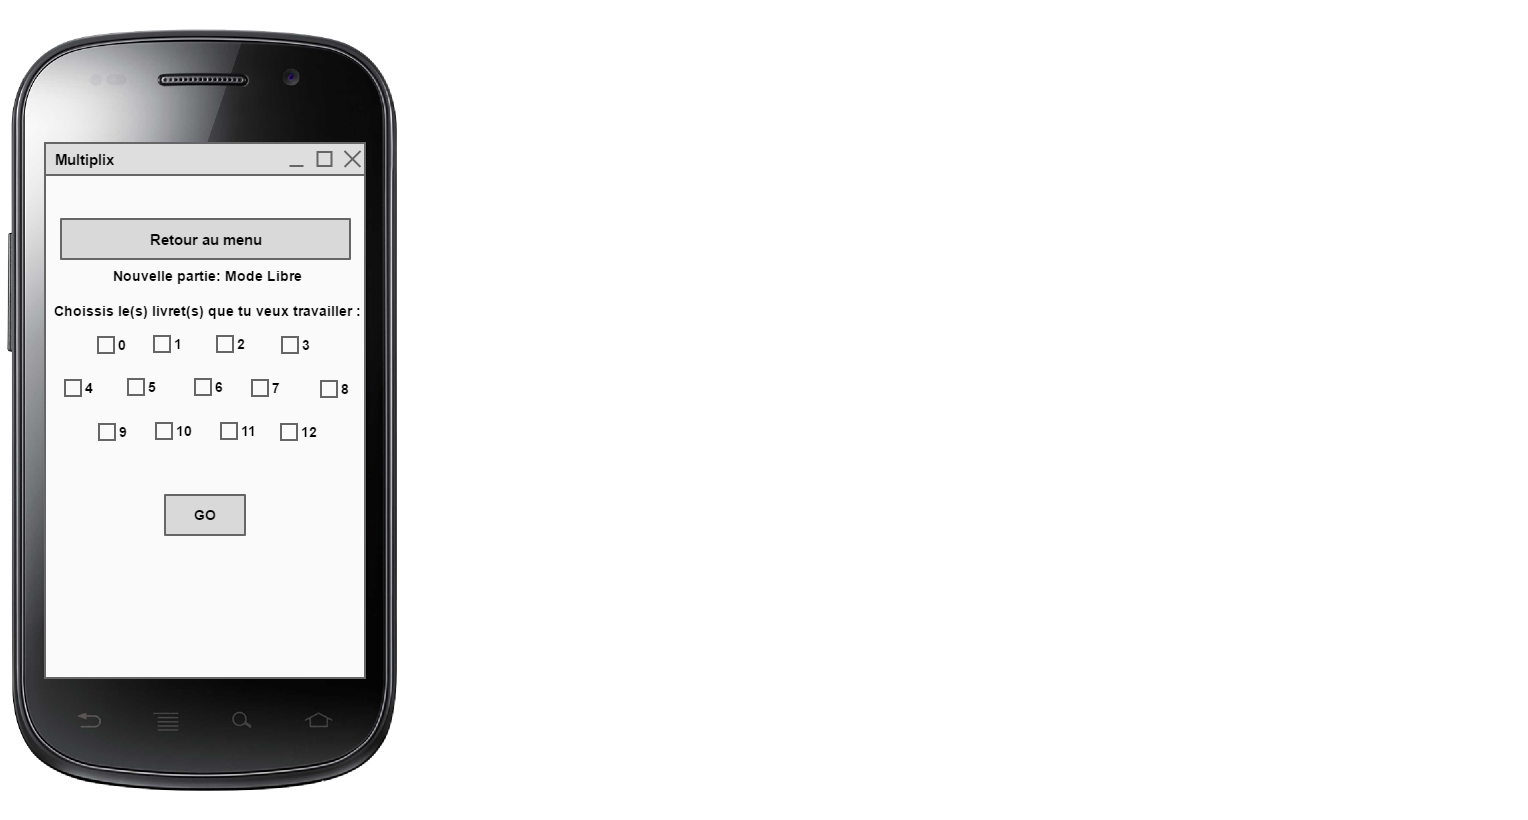 Multiplix
Retour au menu
Nouvelle partie: Mode Libre
Choissis le(s) livret(s) que tu veux travailler :
0 1 2 3
4 5 6 7 8
9 10 11 12
GO